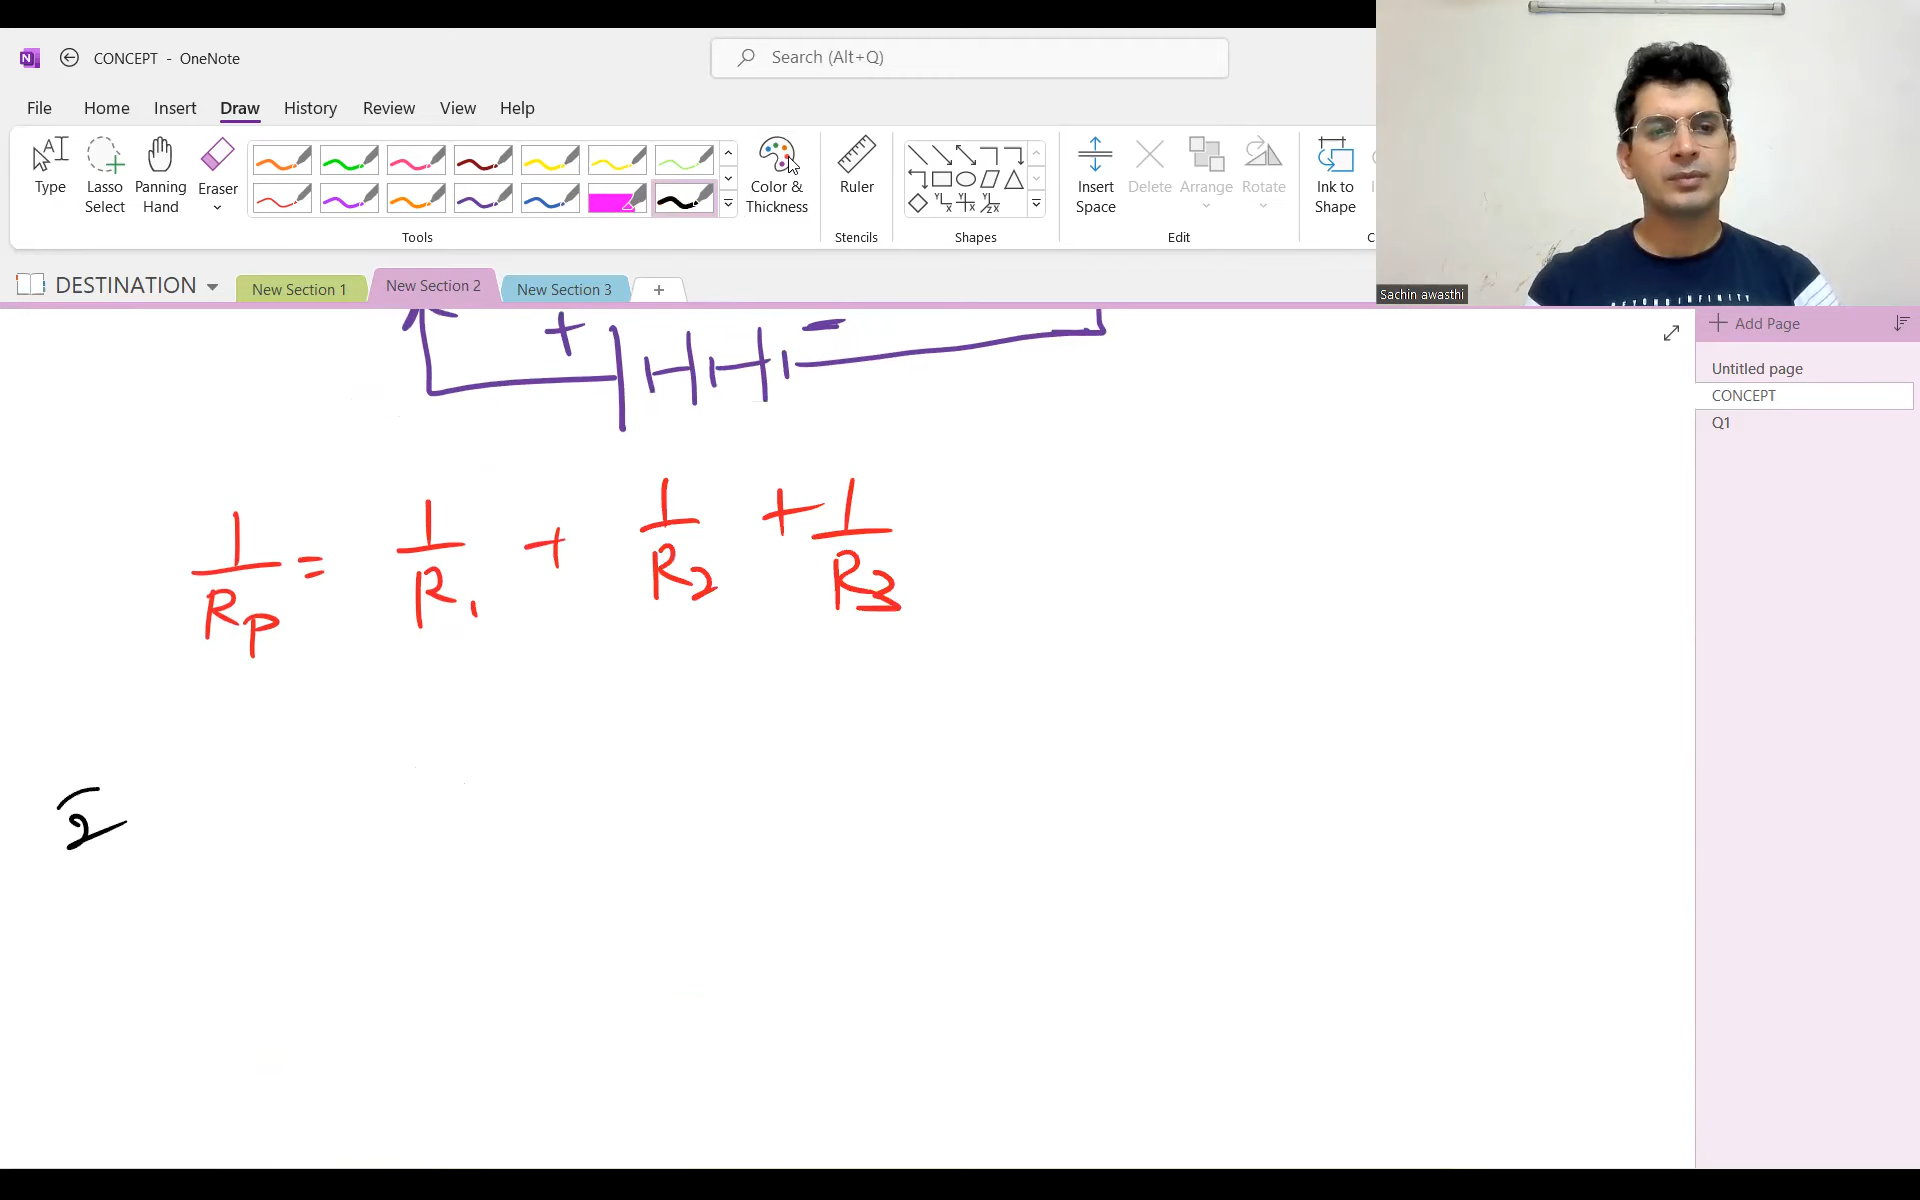 CONCEPT - OneNote
Search (Alt+Q)
File Home Insert Draw History Review View Help
Type
Lasso Select
Panning Hand
Eraser
Color & Thickness
Ruler
Insert Space
Delete
Arrange
Rotate
Ink to Shape
Tools
Stencils
Shapes
Edit
Sachin awasthi
BEYOND INFINITY
DESTINATION
New Section 1
New Section 2
New Section 3
+
Add Page
Untitled page
CONCEPT
Q1
+ −
1/Rp = 1/R1 + 1/R2 + 1/R3
2